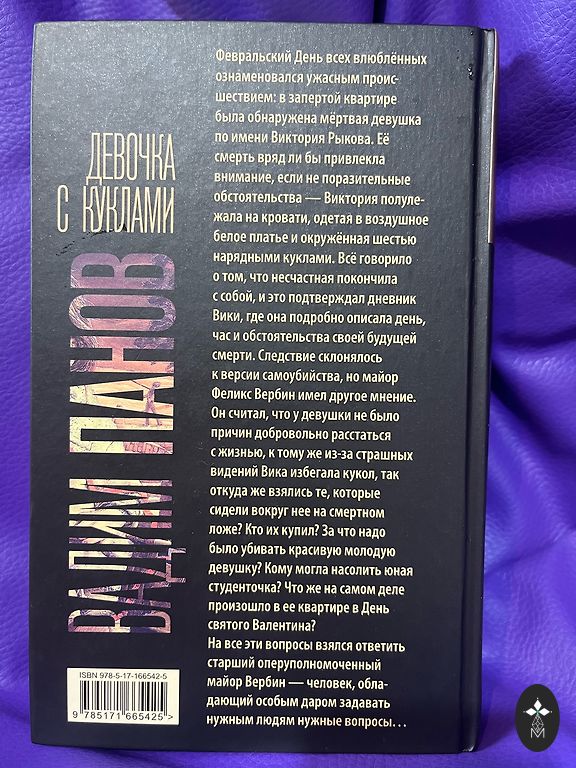 ДЕВОЧКА
С КУКЛАМИ
ВАДИМ ПАНОВ
Февральский День всех влюблённых
ознаменовался ужасным проис-
шествием: в запертой квартире
была обнаружена мёртвая девушка
по имени Виктория Рыкова. Её
смерть вряд ли бы привлекла
внимание, если не поразительные
обстоятельства — Виктория полуле-
жала на кровати, одетая в воздушное
белое платье и окружённая шестью
нарядными куклами. Всё говорило
о том, что несчастная покончила
с собой, и это подтверждал дневник
Вики, где она подробно описала день,
час и обстоятельства своей будущей
смерти. Следствие склонялось
к версии самоубийства, но майор
Феликс Вербин имел другое мнение.
Он считал, что у девушки не было
причин добровольно расстаться
с жизнью, к тому же из-за страшных
видений Вика избегала кукол, так
откуда же взялись те, которые
сидели вокруг нее на смертном
ложе? Кто их купил? За что надо
было убивать красивую молодую
девушку? Кому могла насолить юная
студенточка? Что же на самом деле
произошло в ее квартире в День
святого Валентина?
На все эти вопросы взялся ответить
старший оперуполномоченный
майор Вербин — человек, обла-
дающий особым даром задавать
нужным людям нужные вопросы...
ISBN 978-5-17-166542-5
9 785171 665425>
М